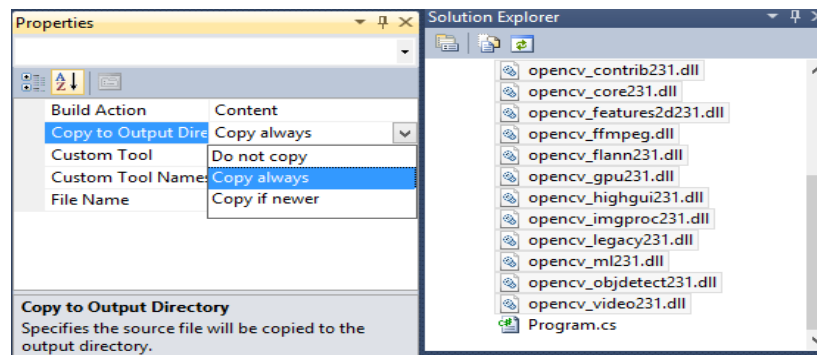 Properties
Build Action Content
Copy to Output Dire Copy always
Custom Tool Do not copy
Custom Tool Names Copy always
File Name Copy if newer
Copy to Output Directory
Specifies the source file will be copied to the
output directory.
Solution Explorer
opencv_contrib231.dll
opencv_core231.dll
opencv_features2d231.dll
opencv_ffmpeg.dll
opencv_flann231.dll
opencv_gpu231.dll
opencv_highgui231.dll
opencv_imgproc231.dll
opencv_legacy231.dll
opencv_ml231.dll
opencv_objdetect231.dll
opencv_video231.dll
Program.cs